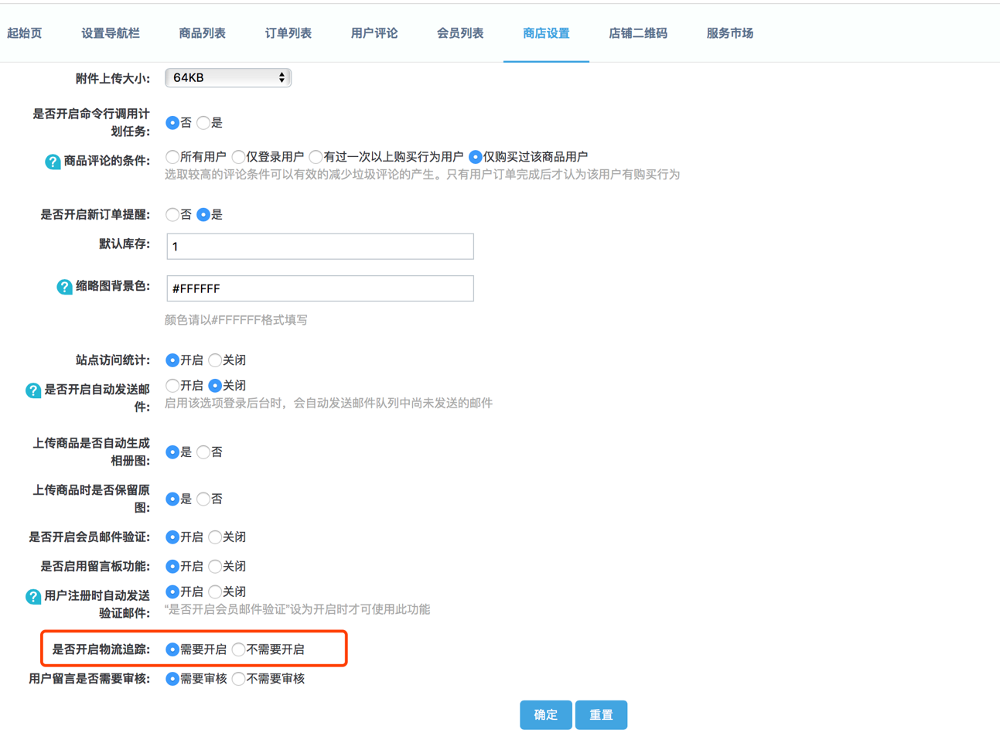 起始页 设置导航栏 商品列表 订单列表 用户评论 会员列表 商店设置 店铺二维码 服务市场
附件上传大小: 64KB
是否开启命令行调用计
划任务: 否 是
? 商品评论的条件: 所有用户 仅登录用户 有过一次以上购买行为用户 仅购买过该商品用户
选取较高的评论条件可以有效的减少垃圾评论的产生。只有用户订单完成后才认为该用户有购买行为
是否开启新订单提醒: 否 是
默认库存: 1
? 缩略图背景色: #FFFFFF
颜色请以#FFFFFF格式填写
站点访问统计: 开启 关闭
? 是否开启自动发送邮
件: 开启 关闭
启用该选项登录后台时，会自动发送邮件队列中尚未发送的邮件
上传商品是否自动生成
相册图: 是 否
上传商品时是否保留原
图: 是 否
是否开启会员邮件验证: 开启 关闭
是否启用留言板功能: 开启 关闭
? 用户注册时自动发送
验证邮件: 开启 关闭
“是否开启会员邮件验证”设为开启时才可使用此功能
是否开启物流追踪: 需要开启 不需要开启
用户留言是否需要审核: 需要审核 不需要审核
确定 重置